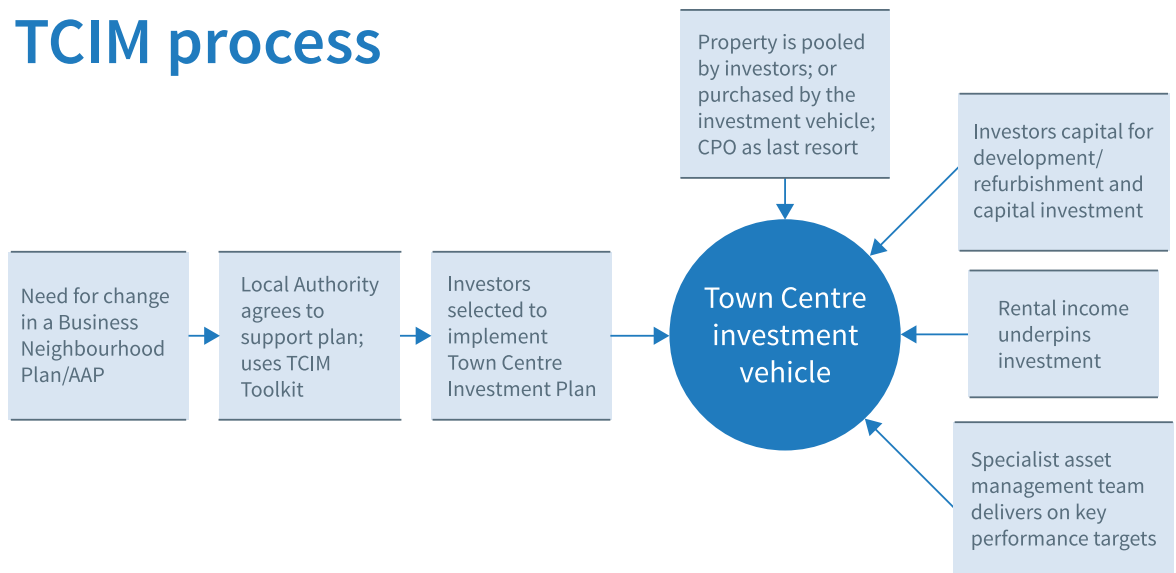 TCIM process
Property is pooled
by investors; or
purchased by the
investment vehicle;
CPO as last resort
Investors capital for
development/
refurbishment and
capital investment
Need for change
in a Business
Neighbourhood
Plan/AAP
Local Authority
agrees to
support plan;
uses TCIM
Toolkit
Investors
selected to
implement
Town Centre
Investment Plan
Town Centre
investment
vehicle
Rental income
underpins
investment
Specialist asset
management team
delivers on key
performance targets